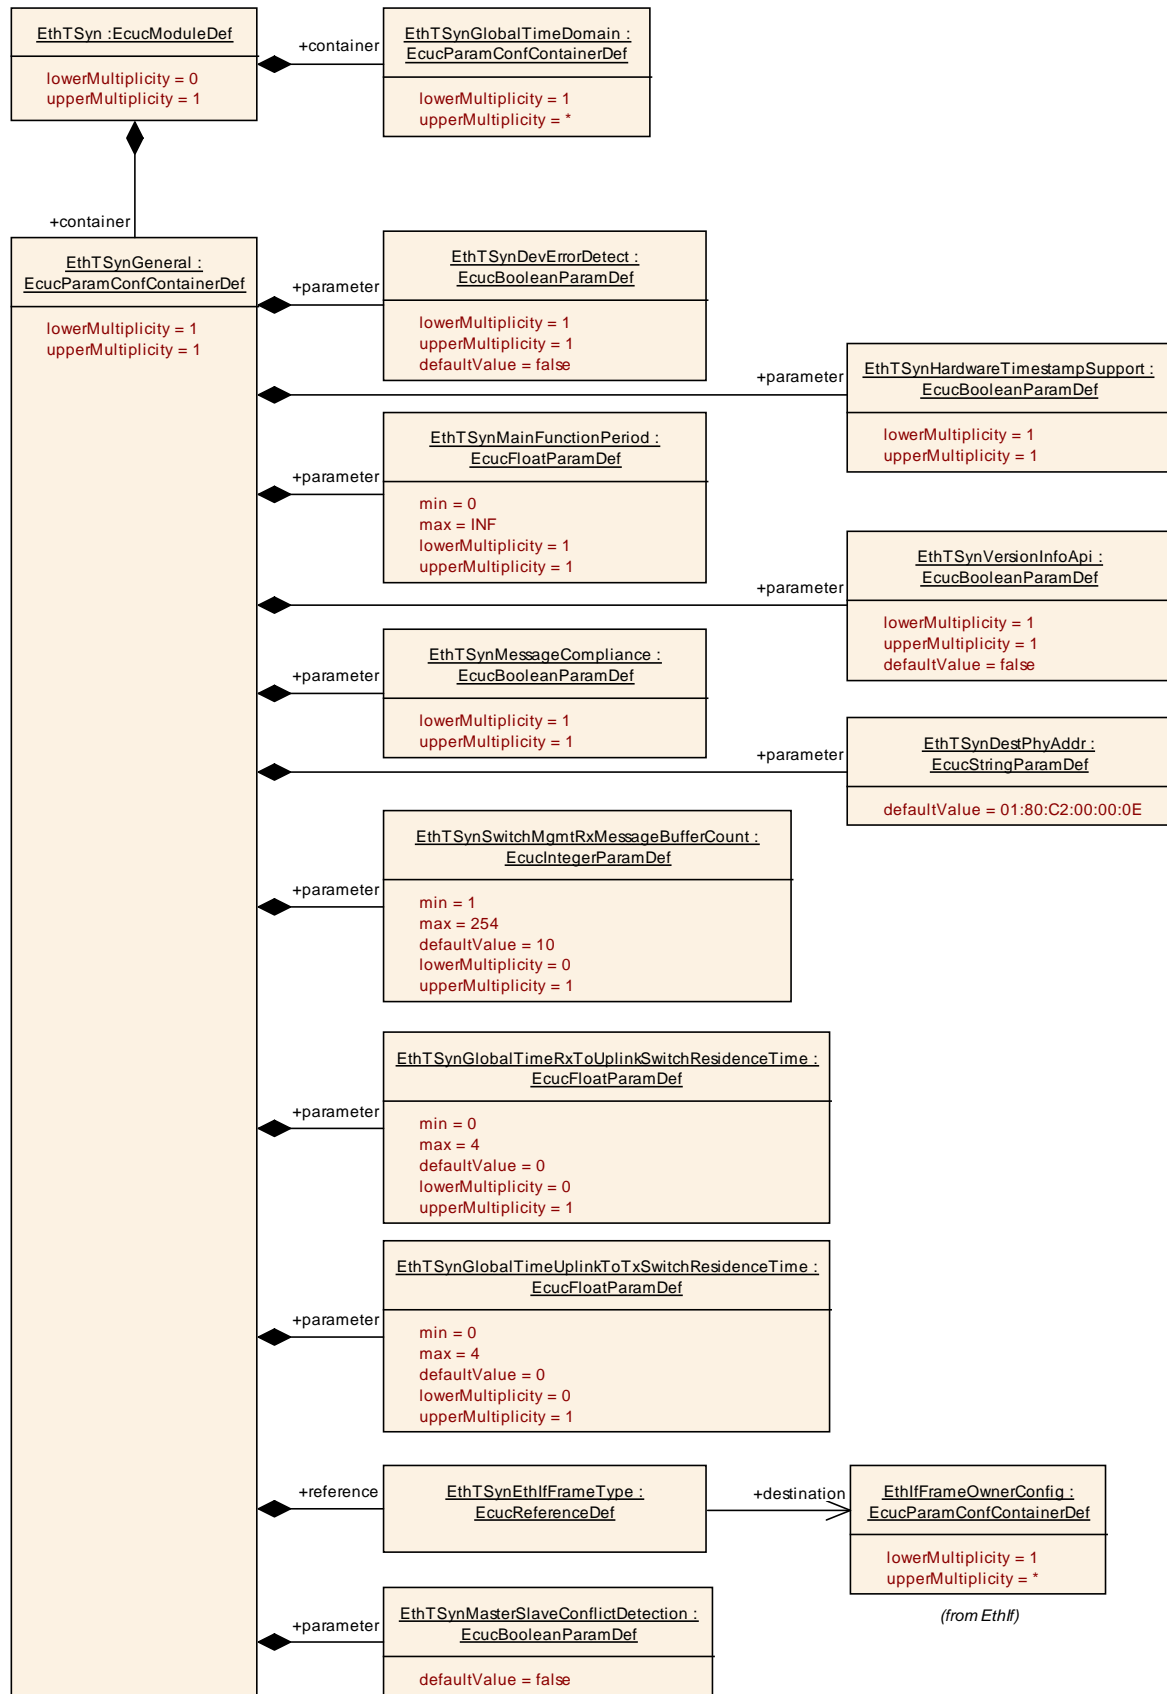 EthTSyn :EcucModuleDef
lowerMultiplicity = 0
upperMultiplicity = 1
+container
EthTSynGlobalTimeDomain :
EcucParamConfContainerDef
lowerMultiplicity = 1
upperMultiplicity = *
+container
EthTSynGeneral :
EcucParamConfContainerDef
lowerMultiplicity = 1
upperMultiplicity = 1
+parameter
EthTSynDevErrorDetect :
EcucBooleanParamDef
lowerMultiplicity = 1
upperMultiplicity = 1
defaultValue = false
+parameter
EthTSynHardwareTimestampSupport :
EcucBooleanParamDef
lowerMultiplicity = 1
upperMultiplicity = 1
+parameter
EthTSynMainFunctionPeriod :
EcucFloatParamDef
min = 0
max = INF
lowerMultiplicity = 1
upperMultiplicity = 1
+parameter
EthTSynVersionInfoApi :
EcucBooleanParamDef
lowerMultiplicity = 1
upperMultiplicity = 1
defaultValue = false
+parameter
EthTSynMessageCompliance :
EcucBooleanParamDef
lowerMultiplicity = 1
upperMultiplicity = 1
+parameter
EthTSynDestPhyAddr :
EcucStringParamDef
defaultValue = 01:80:C2:00:00:0E
+parameter
EthTSynSwitchMgmtRxMessageBufferCount :
EcucIntegerParamDef
min = 1
max = 254
defaultValue = 10
lowerMultiplicity = 0
upperMultiplicity = 1
+parameter
EthTSynGlobalTimeRxToUplinkSwitchResidenceTime :
EcucFloatParamDef
min = 0
max = 4
defaultValue = 0
lowerMultiplicity = 0
upperMultiplicity = 1
+parameter
EthTSynGlobalTimeUplinkToTxSwitchResidenceTime :
EcucFloatParamDef
min = 0
max = 4
defaultValue = 0
lowerMultiplicity = 0
upperMultiplicity = 1
+reference
EthTSynEthIfFrameType :
EcucReferenceDef
+destination
EthIfFrameOwnerConfig :
EcucParamConfContainerDef
lowerMultiplicity = 1
upperMultiplicity = *
(from EthIf)
+parameter
EthTSynMasterSlaveConflictDetection :
EcucBooleanParamDef
defaultValue = false